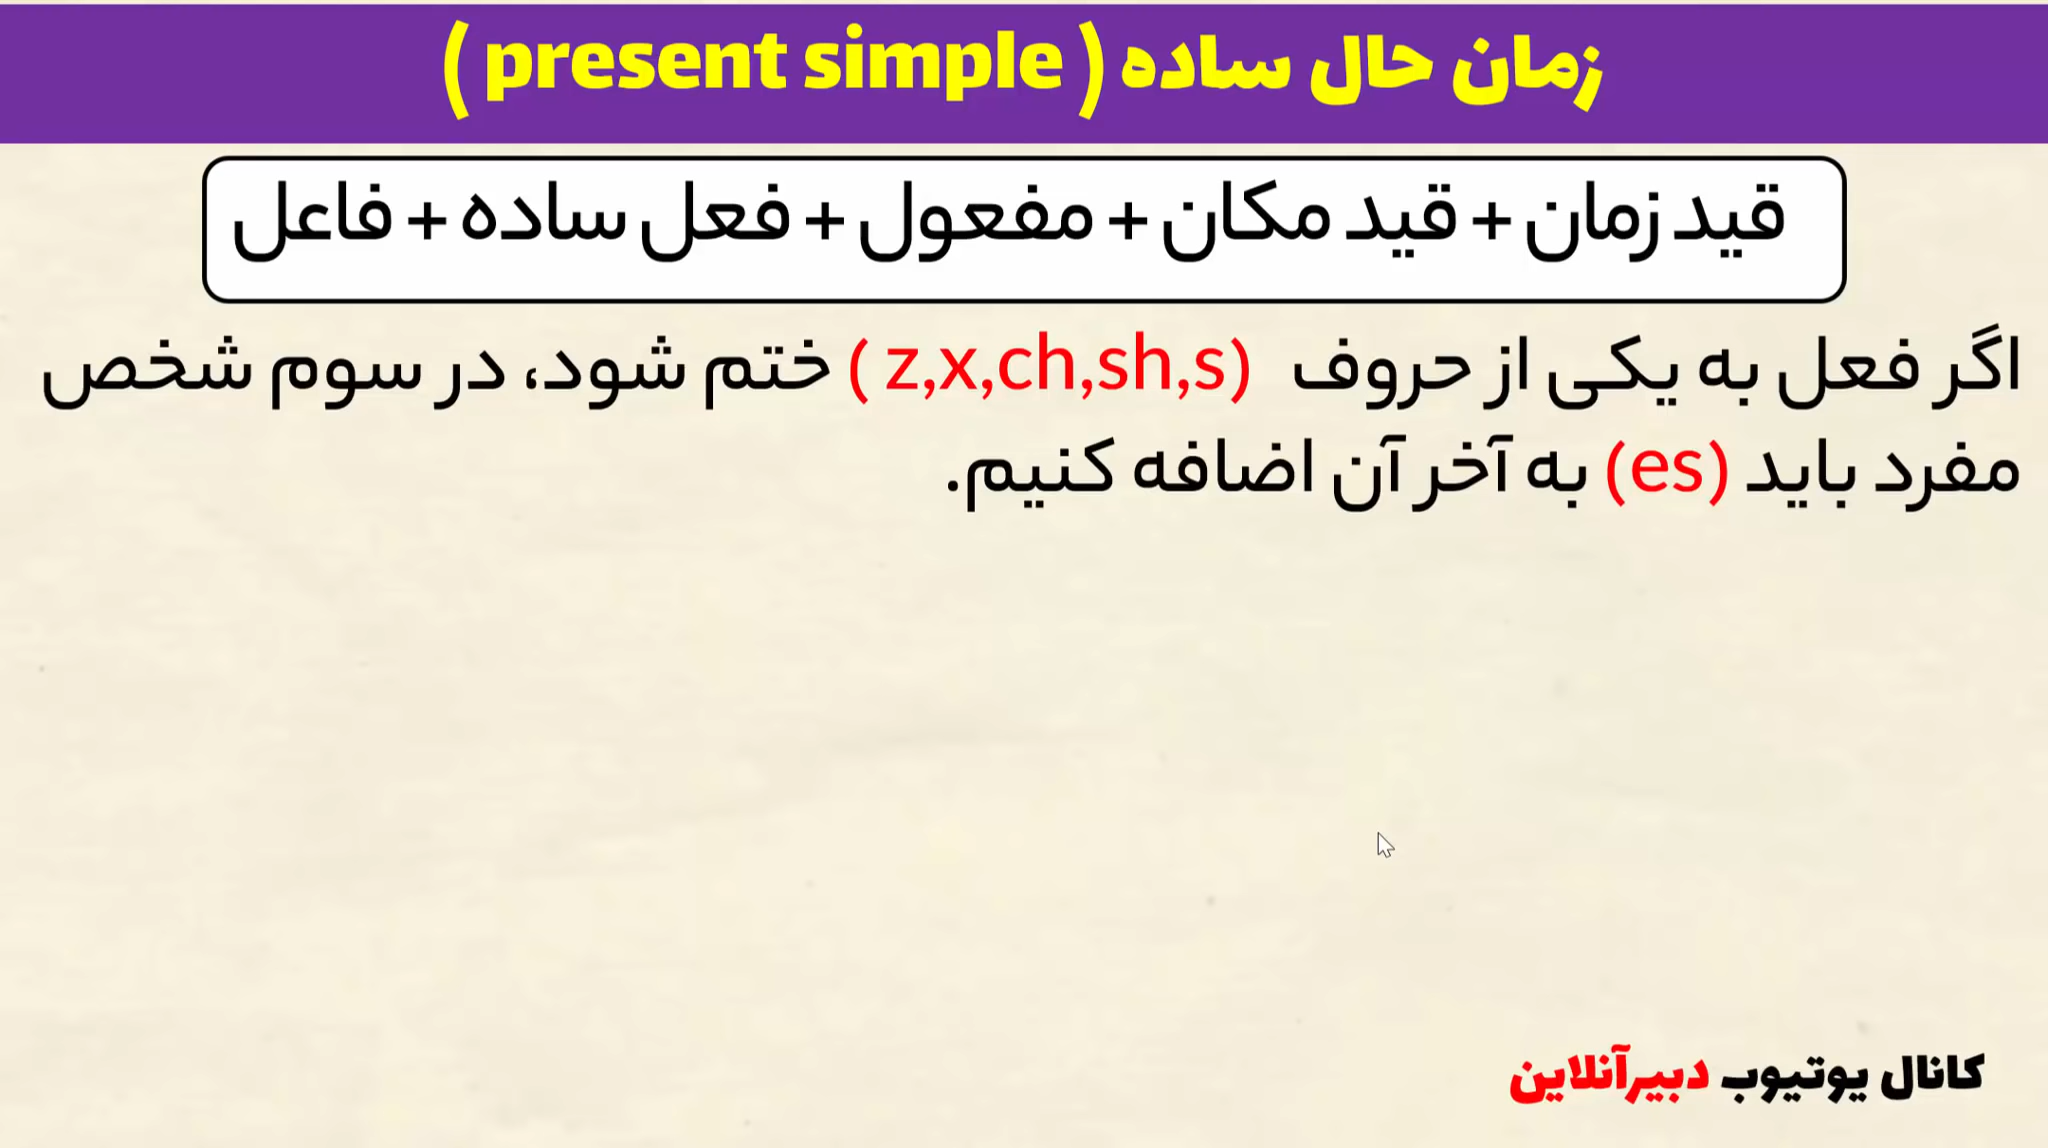 زمان حال ساده ( present simple )
قید زمان + قید مکان + مفعول + فعل ساده + فاعل
اگر فعل به یکی از حروف (z,x,ch,sh,s ) ختم شود، در سوم شخص
مفرد باید (es) به آخر آن اضافه کنیم.
کانال یوتیوب دبیرآنلاین